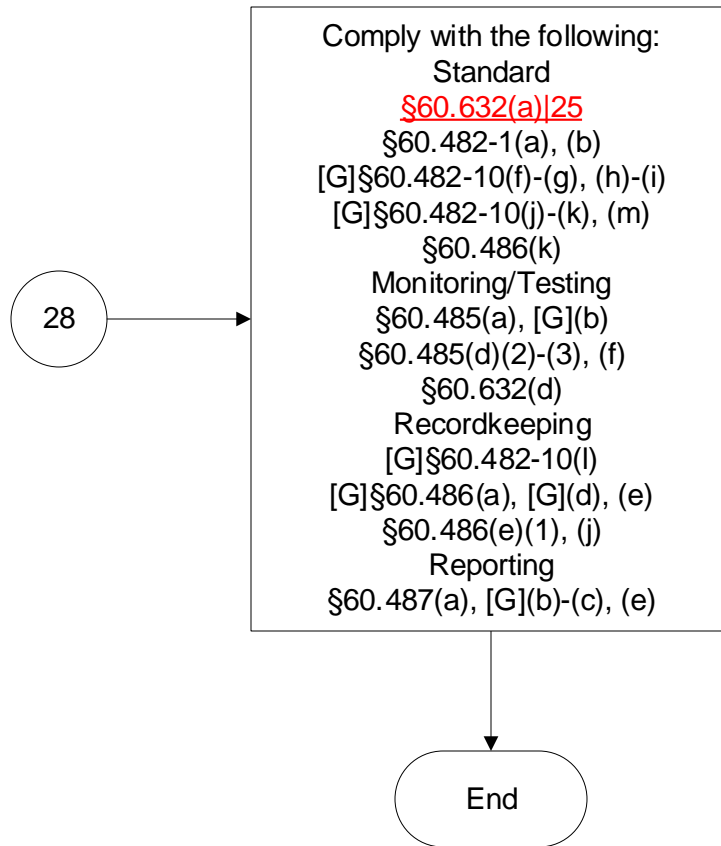 Comply with the following:
Standard
§60.632(a)|25
§60.482-1(a), (b)
[G]§60.482-10(f)-(g), (h)-(i)
[G]§60.482-10(j)-(k), (m)
§60.486(k)
Monitoring/Testing
§60.485(a), [G](b)
§60.485(d)(2)-(3), (f)
§60.632(d)
Recordkeeping
[G]§60.482-10(l)
[G]§60.486(a), [G](d), (e)
§60.486(e)(1), (j)
Reporting
§60.487(a), [G](b)-(c), (e)
28
End